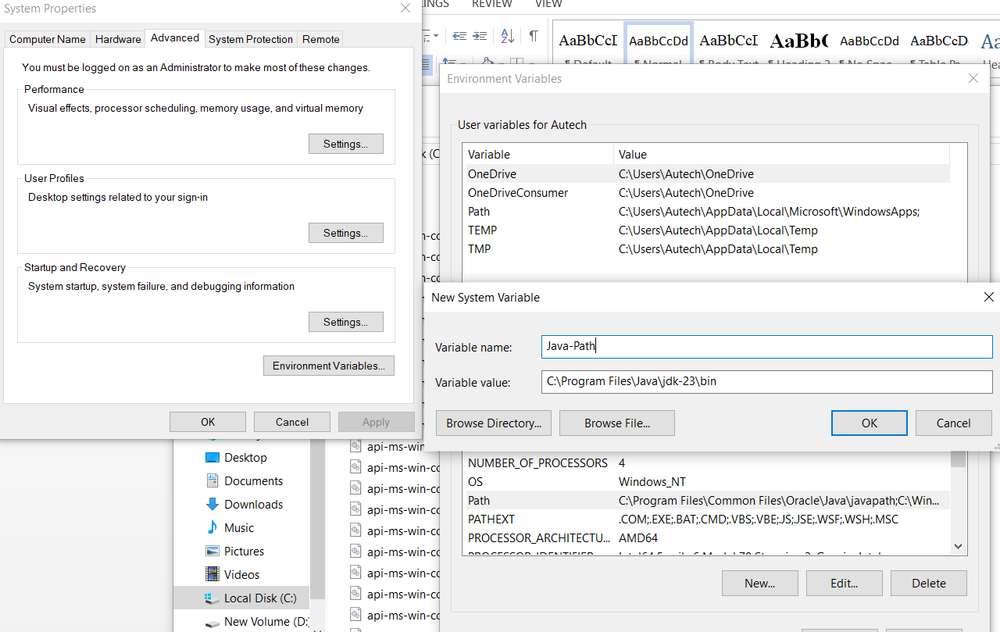 System Properties
Computer Name Hardware Advanced System Protection Remote
You must be logged on as an Administrator to make most of these changes.
Performance
Visual effects, processor scheduling, memory usage, and virtual memory
Settings...
User Profiles
Desktop settings related to your sign-in
Settings...
Startup and Recovery
System startup, system failure, and debugging information
Settings...
Environment Variables...
OK Cancel Apply
REVIEW VIEW
AaBbCcI AaBbCcDd AaBbCcI AaBb( AaBbCcDd AaBbCcD
Environment Variables
User variables for Autech
Variable Value
OneDrive C:\Users\Autech\OneDrive
OneDriveConsumer C:\Users\Autech\OneDrive
Path C:\Users\Autech\AppData\Local\Microsoft\WindowsApps;
TEMP C:\Users\Autech\AppData\Local\Temp
TMP C:\Users\Autech\AppData\Local\Temp
New System Variable
Variable name: Java-Path
Variable value: C:\Program Files\Java\jdk-23\bin
Browse Directory... Browse File... OK Cancel
NUMBER_OF_PROCESSORS 4
OS Windows_NT
Path C:\Program Files\Common Files\Oracle\Java\javapath;C:\Win...
PATHEXT .COM;.EXE;.BAT;.CMD;.VBS;.VBE;.JS;.JSE;.WSF;.WSH;.MSC
PROCESSOR_ARCHITECTU... AMD64
New... Edit... Delete
Desktop
Documents
Downloads
Music
Pictures
Videos
Local Disk (C:)
New Volume (D:)
api-ms-win-co
api-ms-win-co
api-ms-win-co
api-ms-win-co
api-ms-win-co
api-ms-win-co
api-ms-win-co
api-ms-win-co
api-ms-win-co